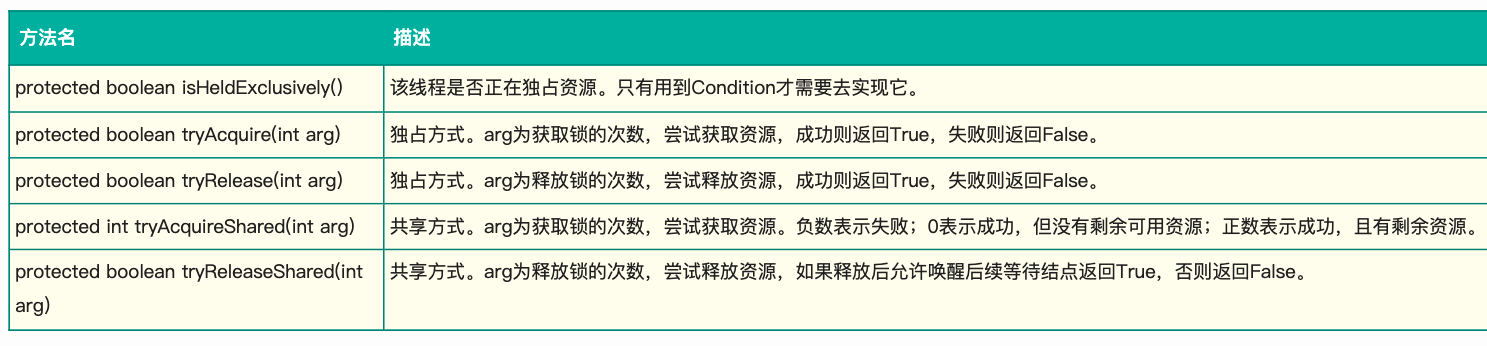 方法名 描述
protected boolean isHeldExclusively() 该线程是否正在独占资源。只有用到Condition才需要去实现它。
protected boolean tryAcquire(int arg) 独占方式。arg为获取锁的次数，尝试获取资源，成功则返回True，失败则返回False。
protected boolean tryRelease(int arg) 独占方式。arg为释放锁的次数，尝试释放资源，成功则返回True，失败则返回False。
protected int tryAcquireShared(int arg) 共享方式。arg为获取锁的次数，尝试获取资源。负数表示失败；0表示成功，但没有剩余可用资源；正数表示成功，且有剩余资源。
protected boolean tryReleaseShared(int 共享方式。arg为释放锁的次数，尝试释放资源，如果释放后允许唤醒后续等待结点返回True，否则返回False。
arg)